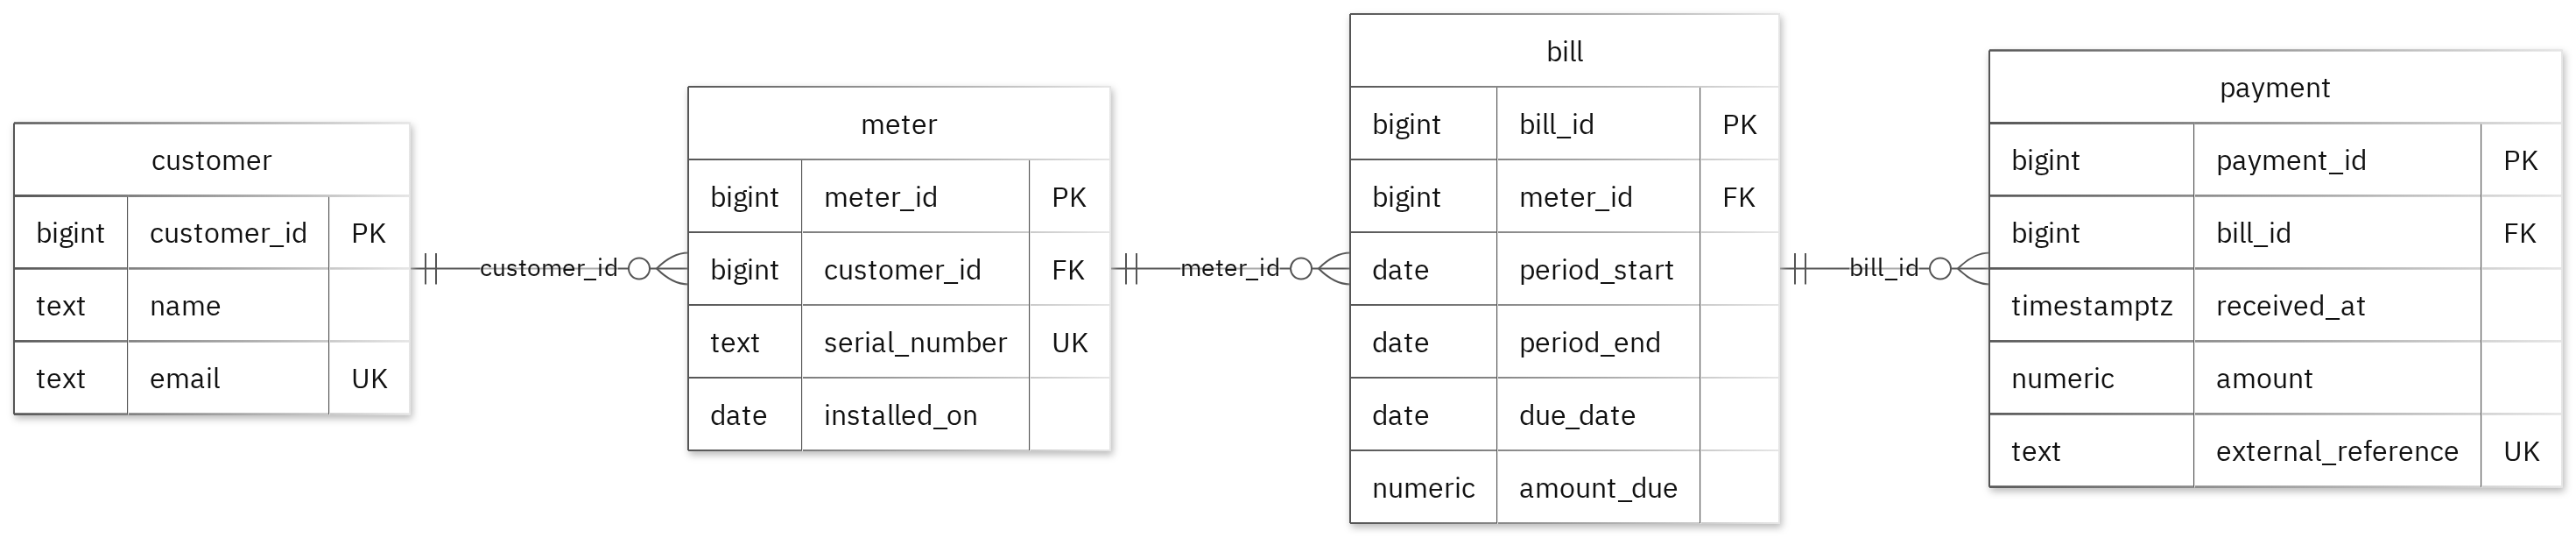 customer
bigint customer_id PK
text name
text email UK
customer_id
meter
bigint meter_id PK
bigint customer_id FK
text serial_number UK
date installed_on
meter_id
bill
bigint bill_id PK
bigint meter_id FK
date period_start
date period_end
date due_date
numeric amount_due
bill_id
payment
bigint payment_id PK
bigint bill_id FK
timestamptz received_at
numeric amount
text external_reference UK